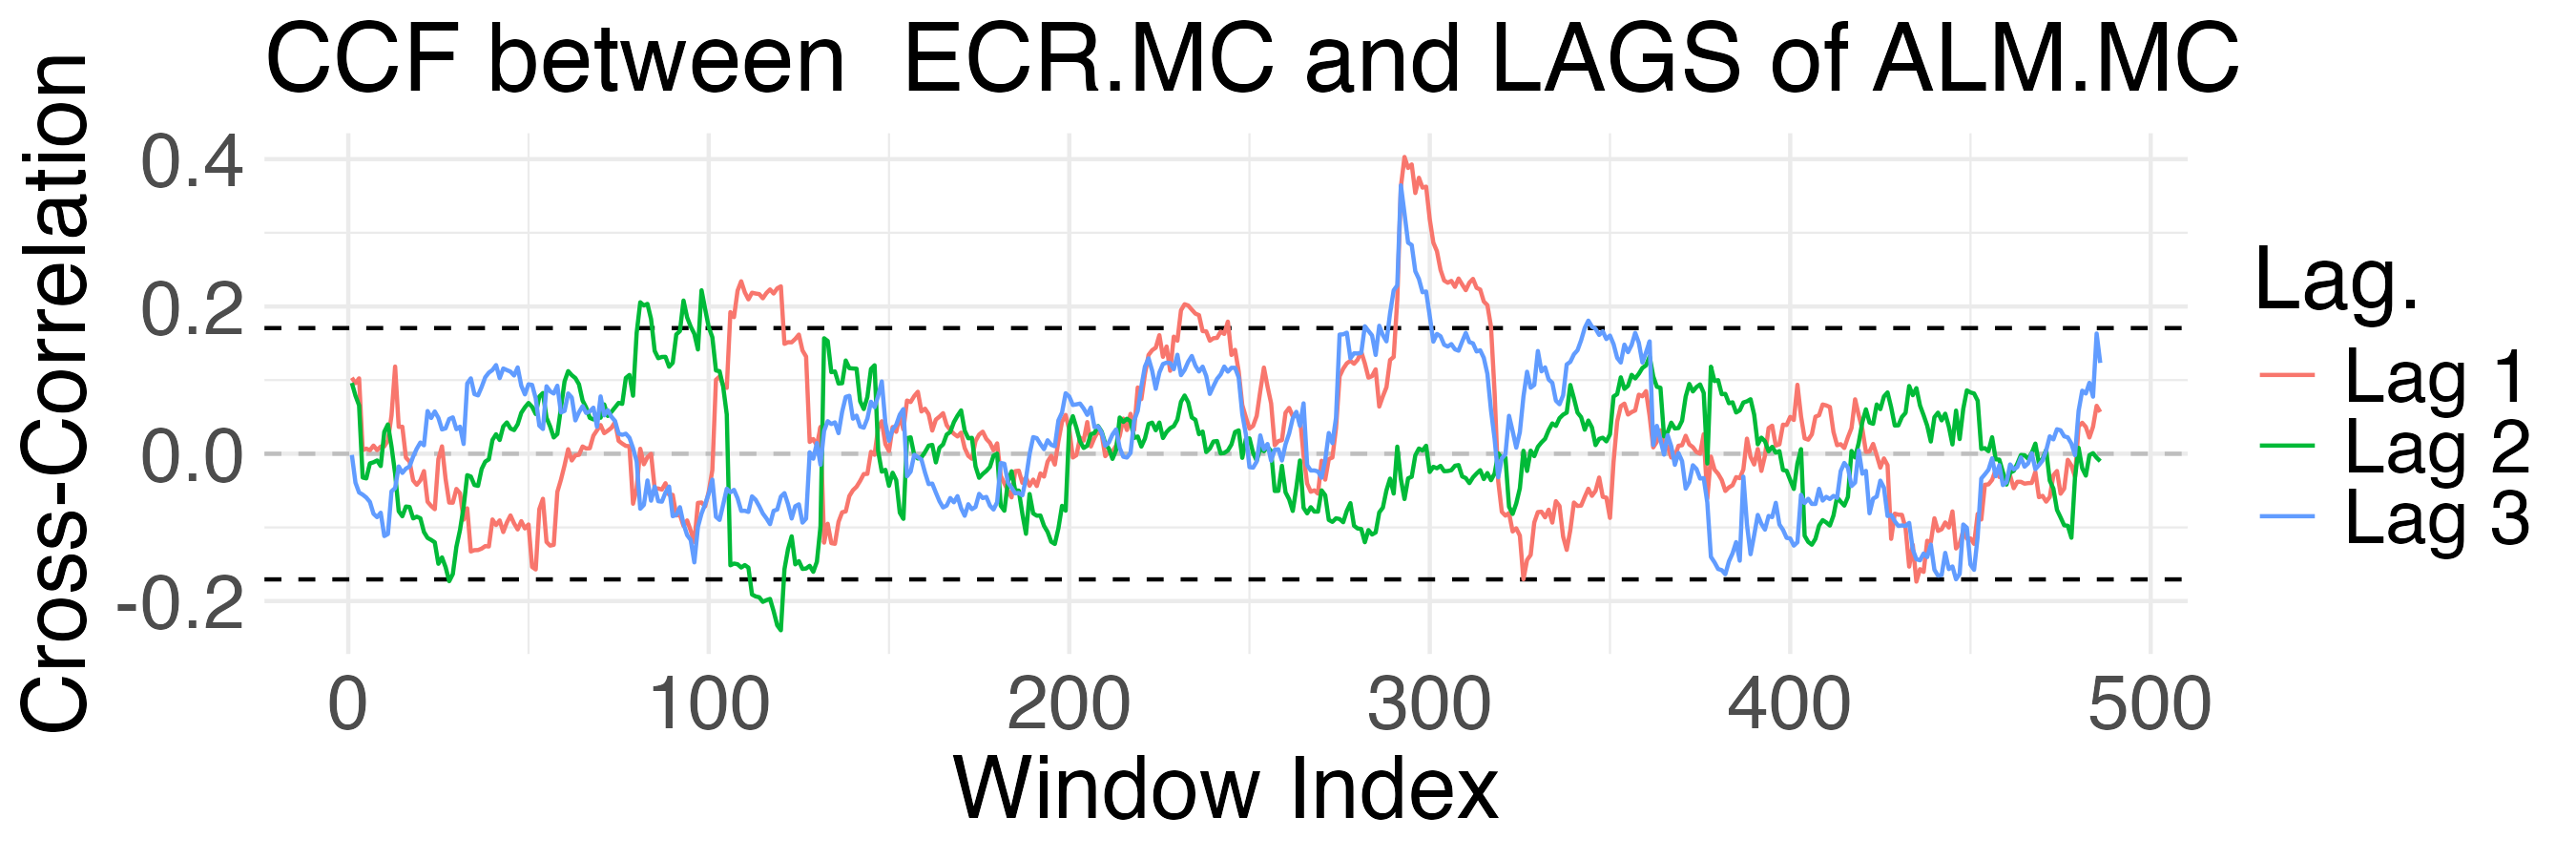 CCF between  ECR.MC and LAGS of ALM.MC
Cross-Correlation
0.4
0.2
0.0
-0.2
0 100 200 300 400 500
Window Index
Lag.
Lag 1
Lag 2
Lag 3